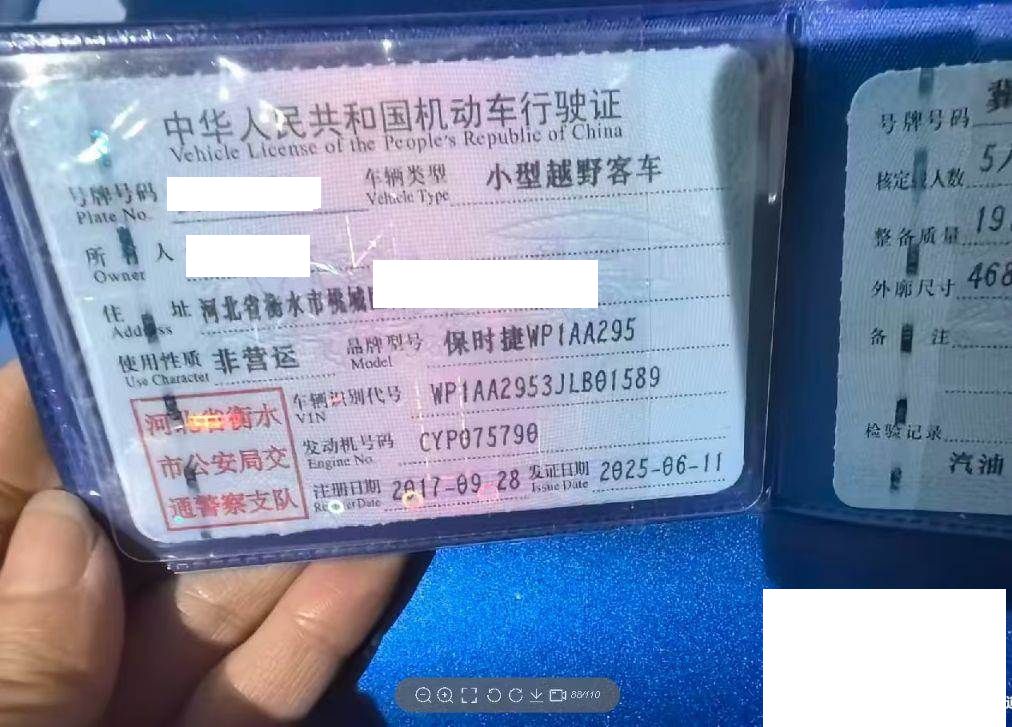 中华人民共和国机动车行驶证
Vehicle License of the People's Republic of China
号牌号码
Plate No.
车辆类型 小型越野客车
Vehicle Type
所有人
Owner
住址 河北省衡水市桃城
Address
使用性质 非营运
Use Character
品牌型号 保时捷WP1AA295
Model
车辆识别代号 WP1AA2953JLB01589
VIN
发动机号码 CYP075790
Engine No.
注册日期 2017-09-28
Register Date
发证日期 2025-06-11
Issue Date
河北省衡水
市公安局交
通警察支队
号牌号码 冀
核定载人数 5人
整备质量 19
外廓尺寸 468
备注
检验记录
汽油
88/110